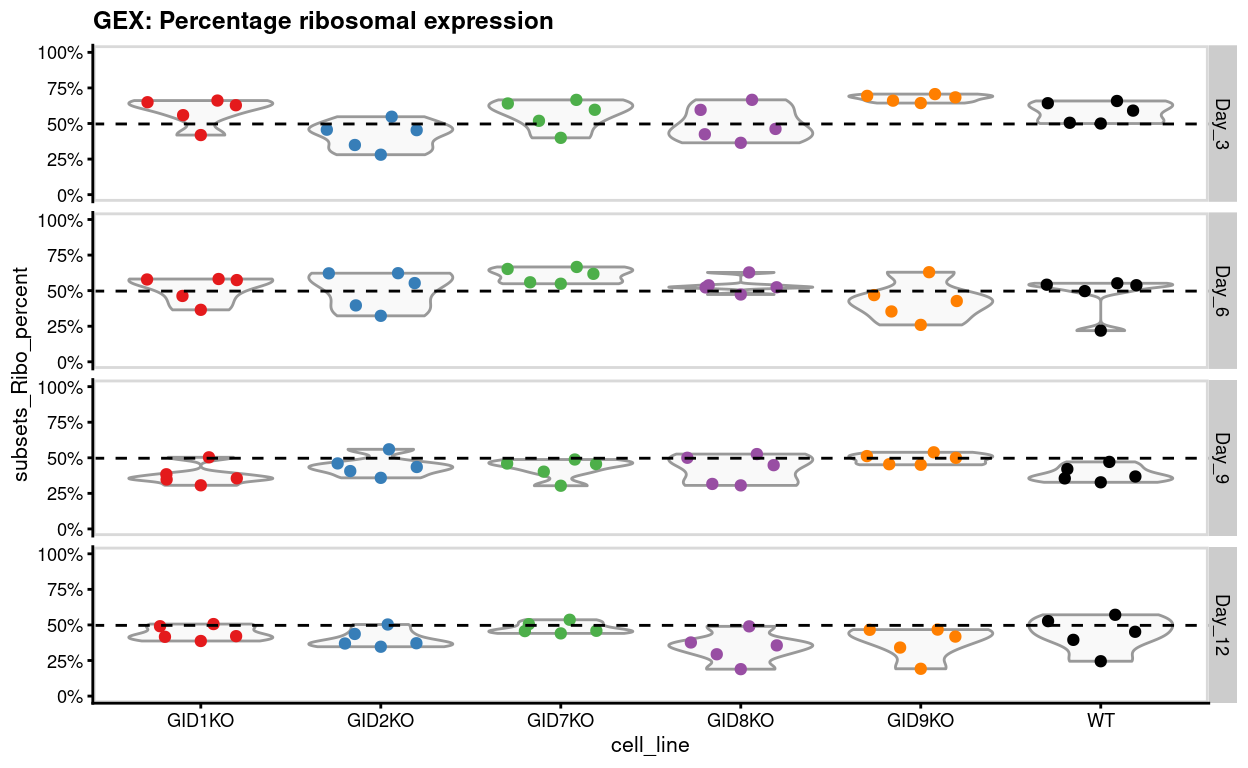 GEX: Percentage ribosomal expression
subsets_Ribo_percent
100%
75%
50%
25%
0%
Day_3
100%
75%
50%
25%
0%
Day_6
100%
75%
50%
25%
0%
Day_9
100%
75%
50%
25%
0%
Day_12
GID1KO GID2KO GID7KO GID8KO GID9KO WT
cell_line